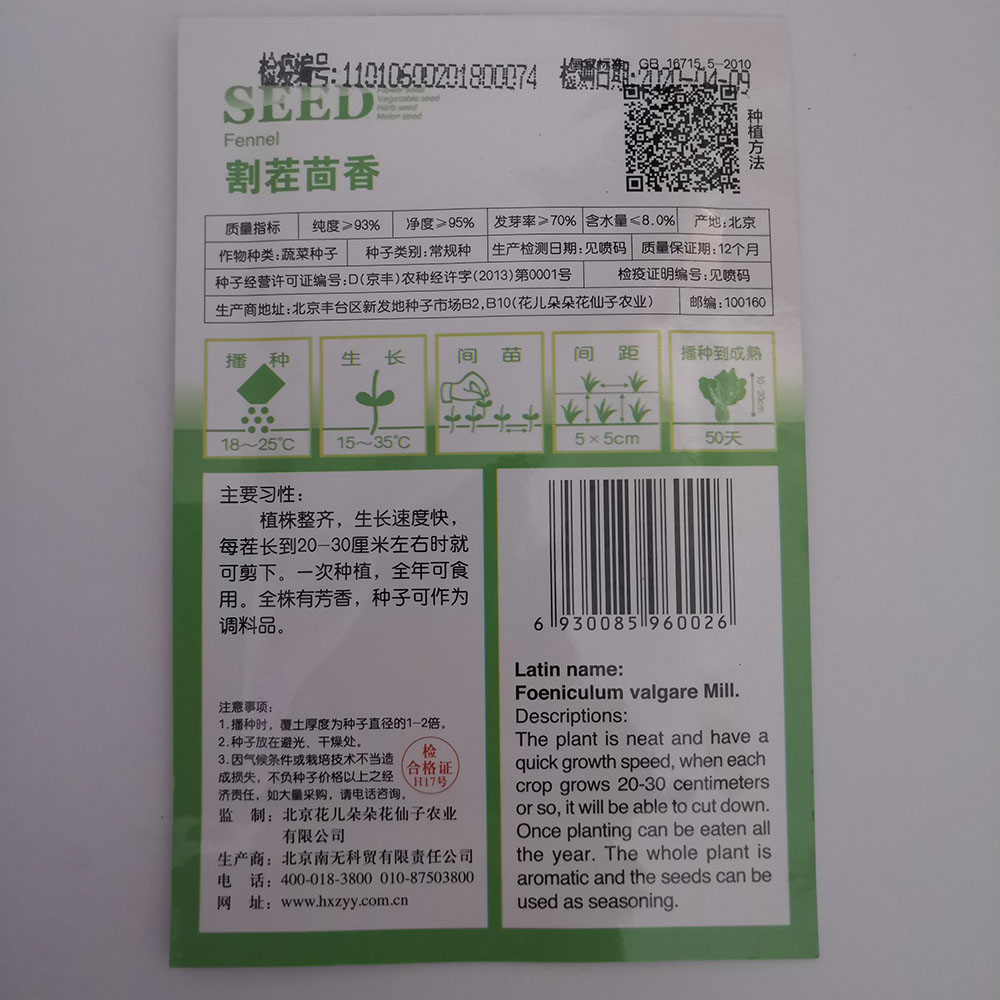 检疫编号:11010600201800074 检测日期:2020-04-09
国家标准 GB 16715.5-2010
SEED
Vegetable seed
Herb seed
Melon seed
种植方法
Fennel
割茬茴香
质量指标 纯度≥93% 净度≥95% 发芽率≥70% 含水量≤8.0% 产地:北京
作物种类:蔬菜种子 种子类别:常规种 生产检测日期:见喷码 质量保证期:12个月
种子经营许可证编号:D(京丰)农种经许字(2013)第0001号 检疫证明编号:见喷码
生产商地址:北京丰台区新发地种子市场B2,B10(花儿朵朵花仙子农业) 邮编:100160
播种 生长 间苗 间距 播种到成熟
10-20cm
18～25℃ 15～35℃ 5×5cm 50天
主要习性:
植株整齐，生长速度快，
每茬长到20-30厘米左右时就
可剪下。一次种植，全年可食
用。全株有芳香，种子可作为
调料品。
注意事项:
1.播种时，覆土厚度为种子直径的1-2倍。
2.种子放在避光、干燥处。
3.因气候条件或栽培技术不当造
成损失，不负种子价格以上之经
济责任，如大量采购，请电话咨询。
检
合格证
H17号
监 制: 北京花儿朵朵花仙子农业
有限公司
生产商: 北京南无科贸有限责任公司
电 话: 400-018-3800 010-87503800
网 址: www.hxzyy.com.cn
6 930085 960026
Latin name:
Foeniculum valgare Mill.
Descriptions:
The plant is neat and have a
quick growth speed, when each
crop grows 20-30 centimeters
or so, it will be able to cut down.
Once planting can be eaten all
the year. The whole plant is
aromatic and the seeds can be
used as seasoning.